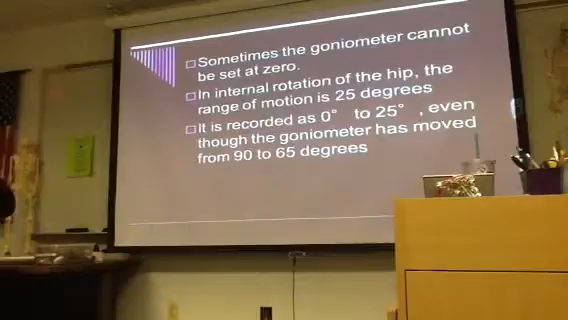 Sometimes the goniometer cannot
be set at zero.
In internal rotation of the hip, the
range of motion is 25 degrees
It is recorded as 0° to 25° , even
though the goniometer has moved
from 90 to 65 degrees